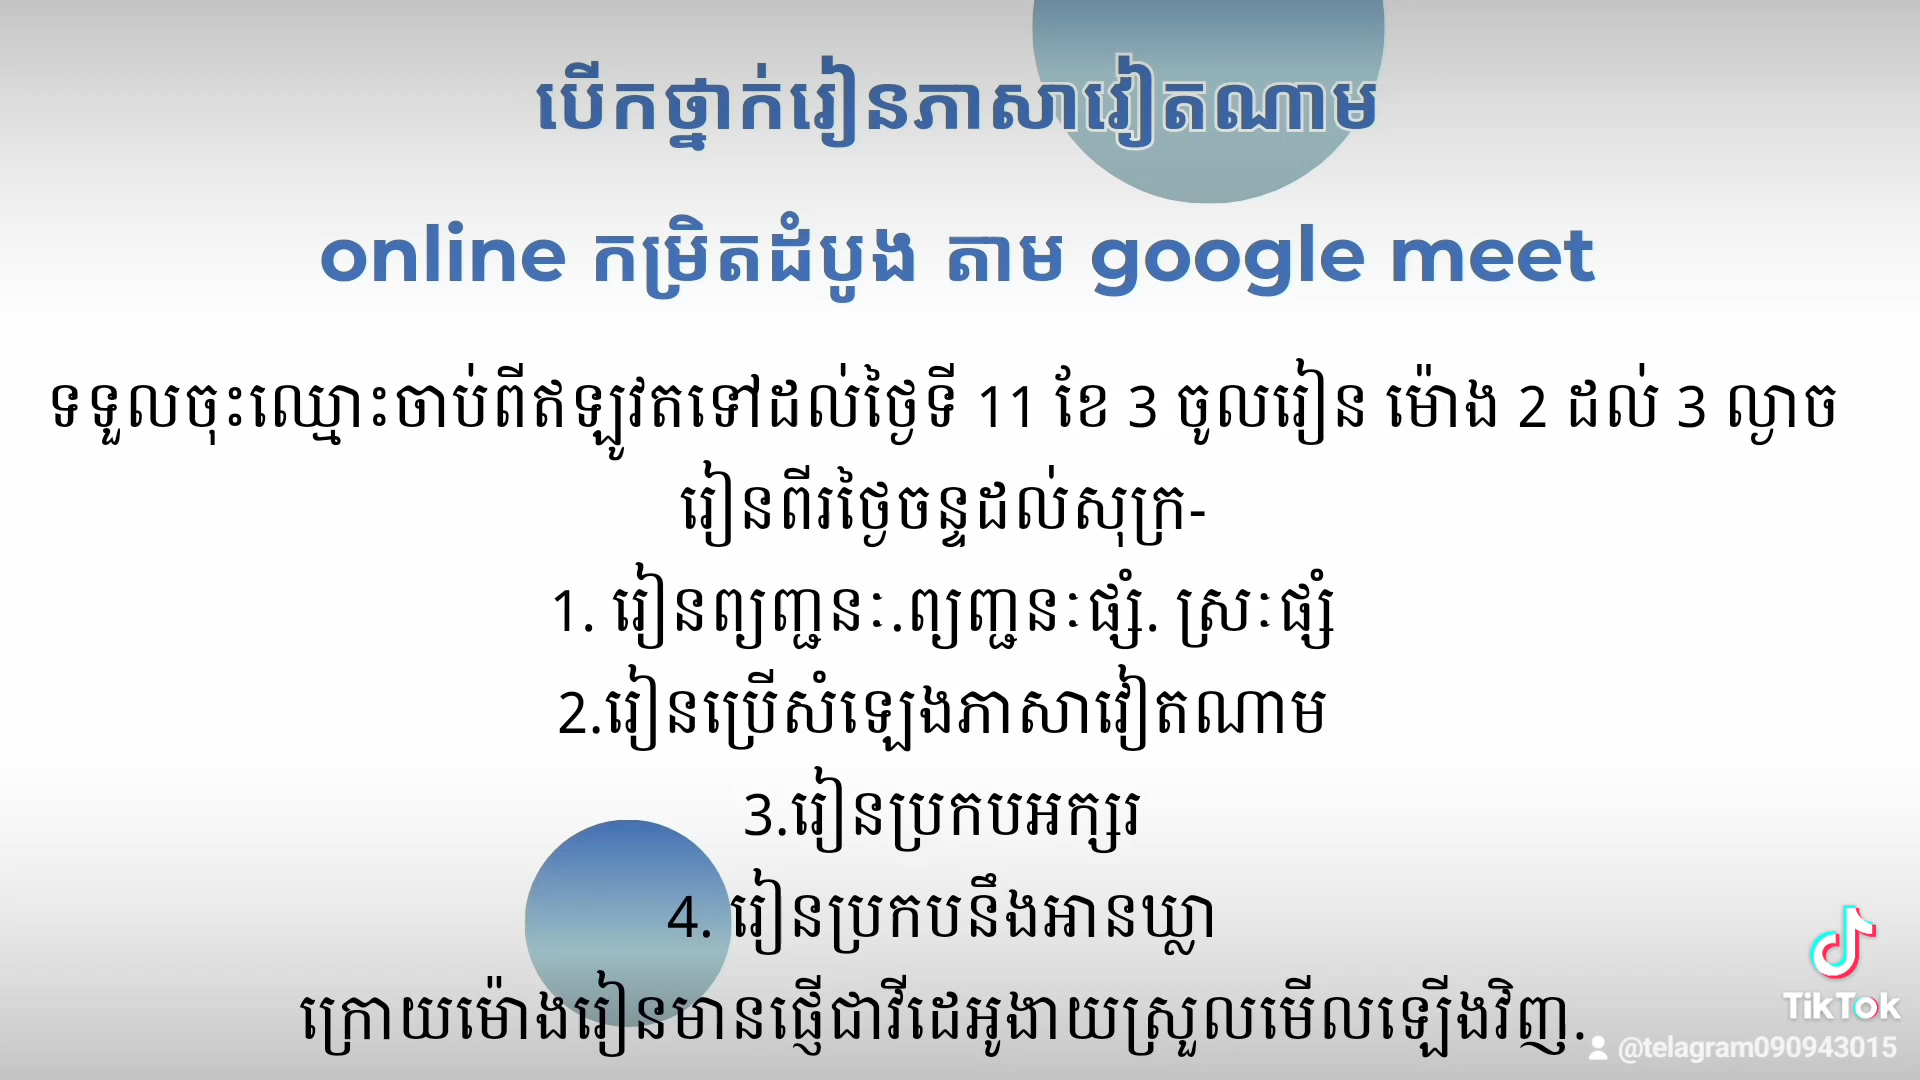 បើកថ្នាក់រៀនភាសាវៀតណាម
online កម្រិតដំបូង តាម google meet
ទទួលចុះឈ្មោះចាប់ពីឥឡូវតទៅដល់ថ្ងៃទី 11 ខែ 3 ចូលរៀន ម៉ោង 2 ដល់ 3 ល្ងាច
រៀនពីរថ្ងៃចន្ទដល់សុក្រ-
1. រៀនព្យញ្ជនៈ.ព្យញ្ជនៈផ្សំ. ស្រៈផ្សំ
2.រៀនប្រើសំឡេងភាសាវៀតណាម
3.រៀនប្រកបអក្សរ
4. រៀនប្រកបនឹងអានឃ្លា
ក្រោយម៉ោងរៀនមានផ្ញើជាវីដេអូងាយស្រួលមើលឡើងវិញ.
TikTok
@telagram090943015